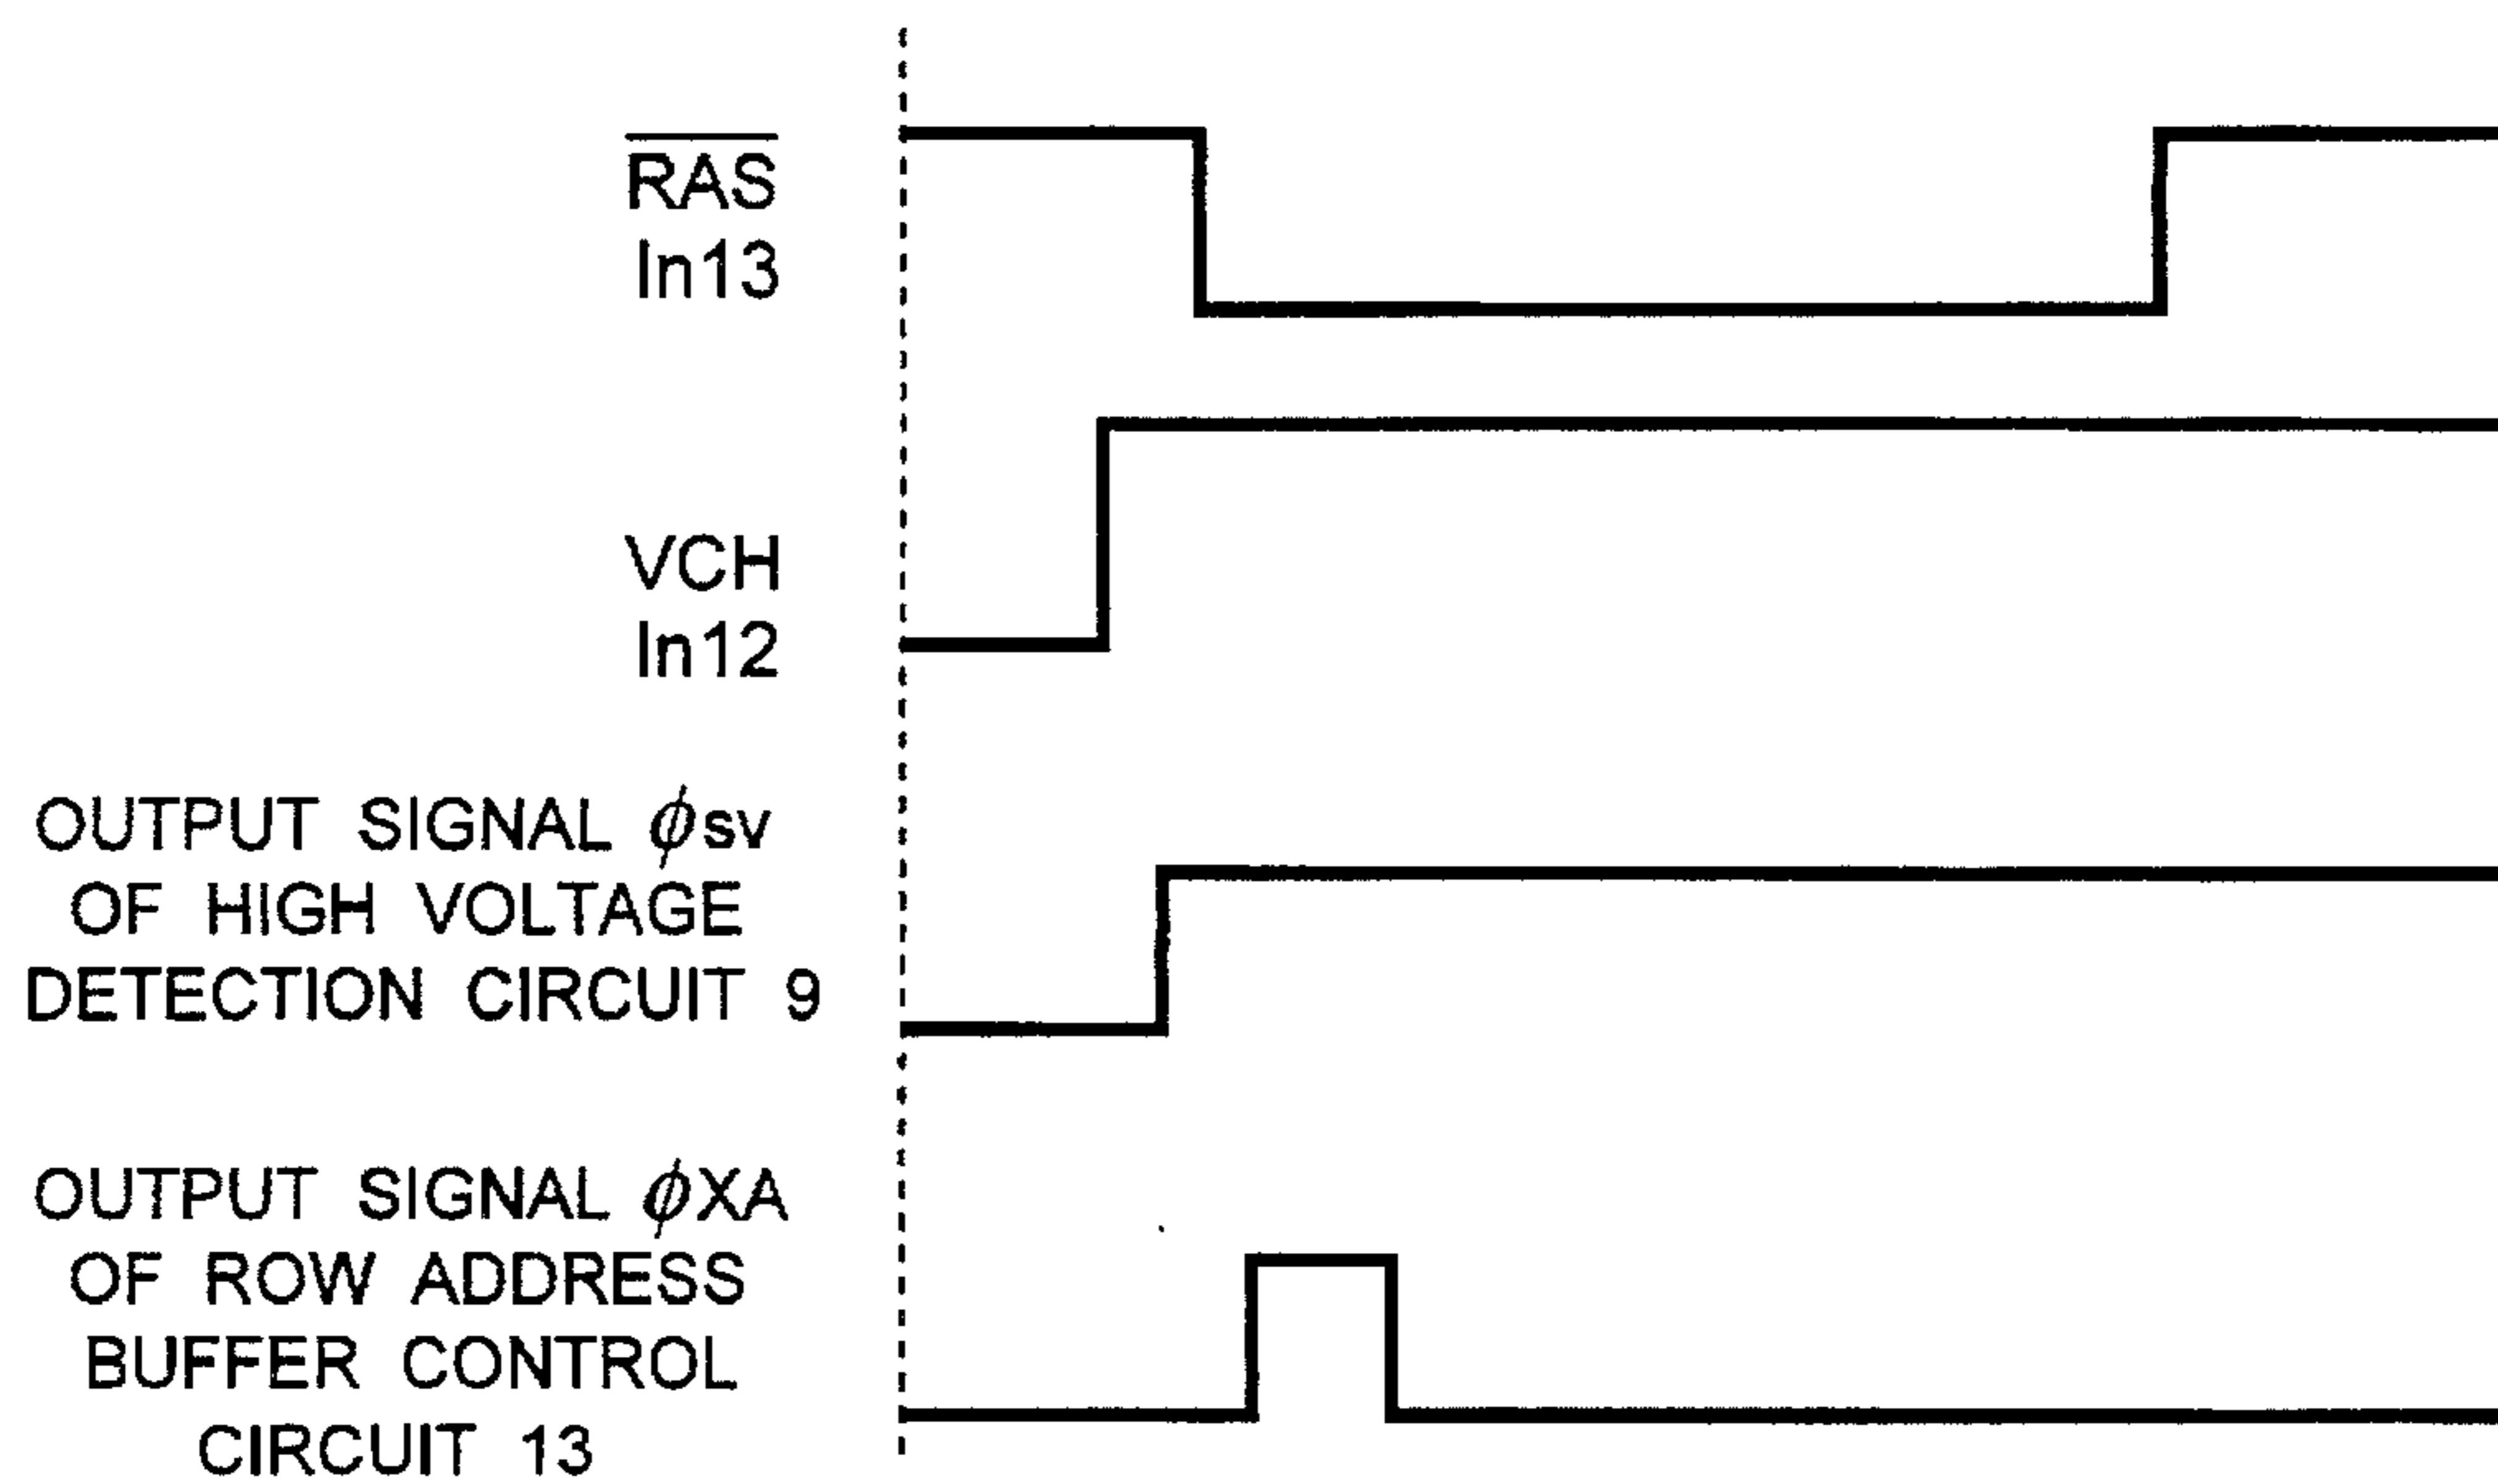 RAS
In13
VCH
In12
OUTPUT SIGNAL ϕsv
OF HIGH VOLTAGE
DETECTION CIRCUIT 9
OUTPUT SIGNAL ϕXA
OF ROW ADDRESS
BUFFER CONTROL
CIRCUIT 13